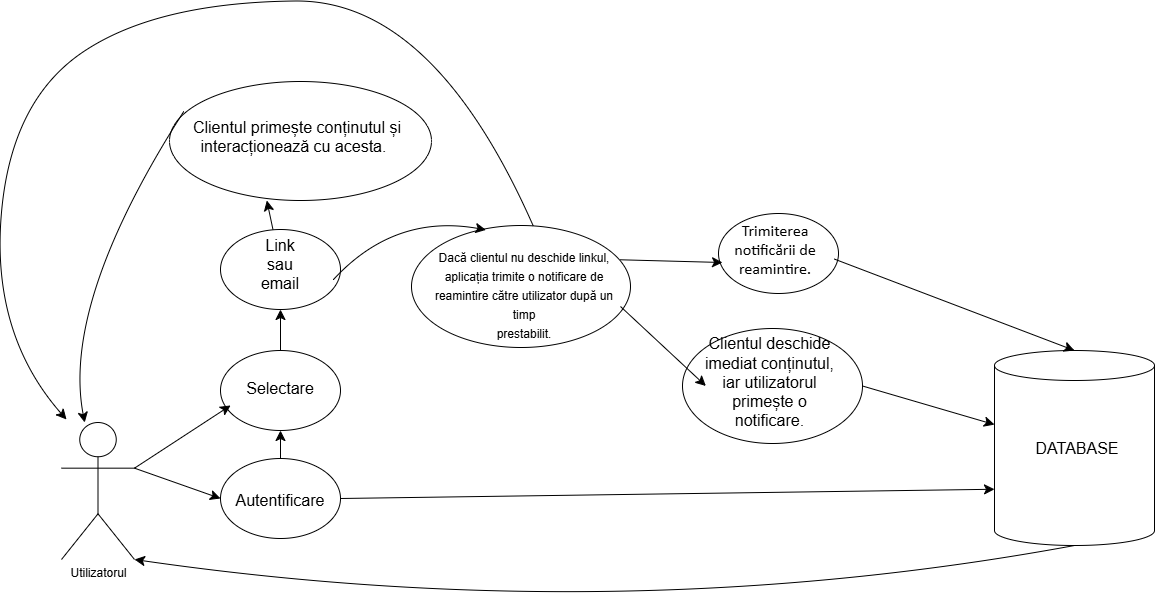 Clientul primește conținutul și
interacționează cu acesta.
Link
sau
email
Dacă clientul nu deschide linkul,
aplicația trimite o notificare de
reamintire către utilizator după un
timp
prestabilit.
Trimiterea
notificării de
reamintire.
Clientul deschide
imediat conținutul,
iar utilizatorul
primește o
notificare.
Selectare
DATABASE
Autentificare
Utilizatorul